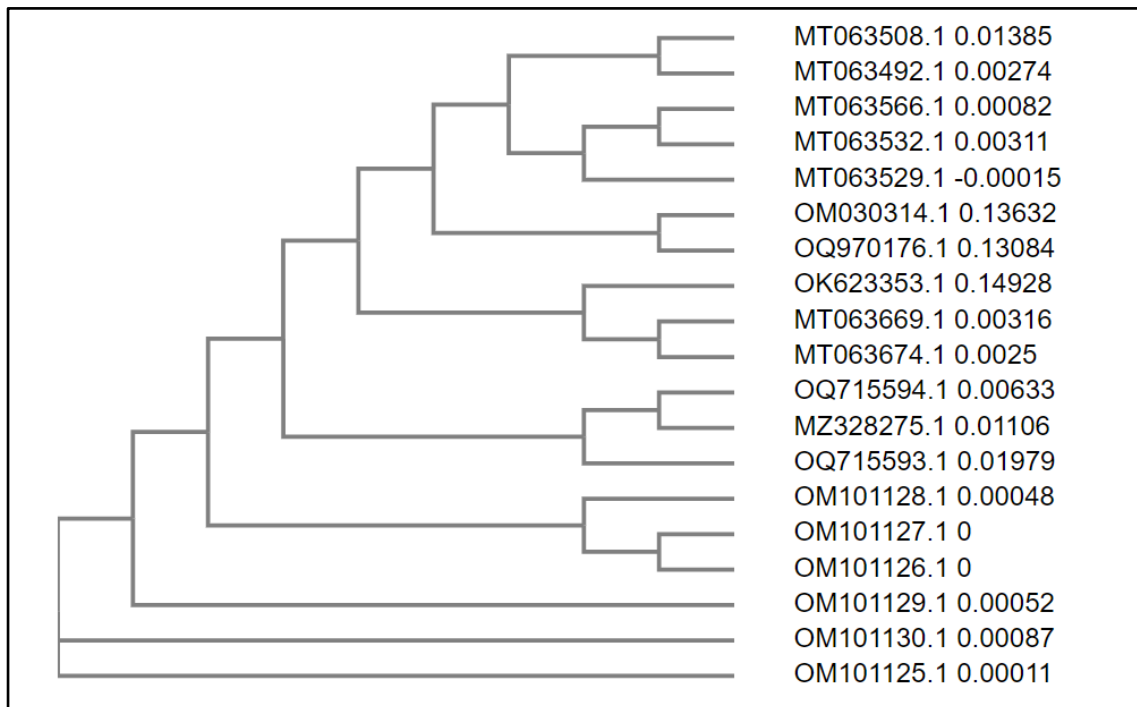 MT063508.1 0.01385
MT063492.1 0.00274
MT063566.1 0.00082
MT063532.1 0.00311
MT063529.1 -0.00015
OM030314.1 0.13632
OQ970176.1 0.13084
OK623353.1 0.14928
MT063669.1 0.00316
MT063674.1 0.0025
OQ715594.1 0.00633
MZ328275.1 0.01106
OQ715593.1 0.01979
OM101128.1 0.00048
OM101127.1 0
OM101126.1 0
OM101129.1 0.00052
OM101130.1 0.00087
OM101125.1 0.00011